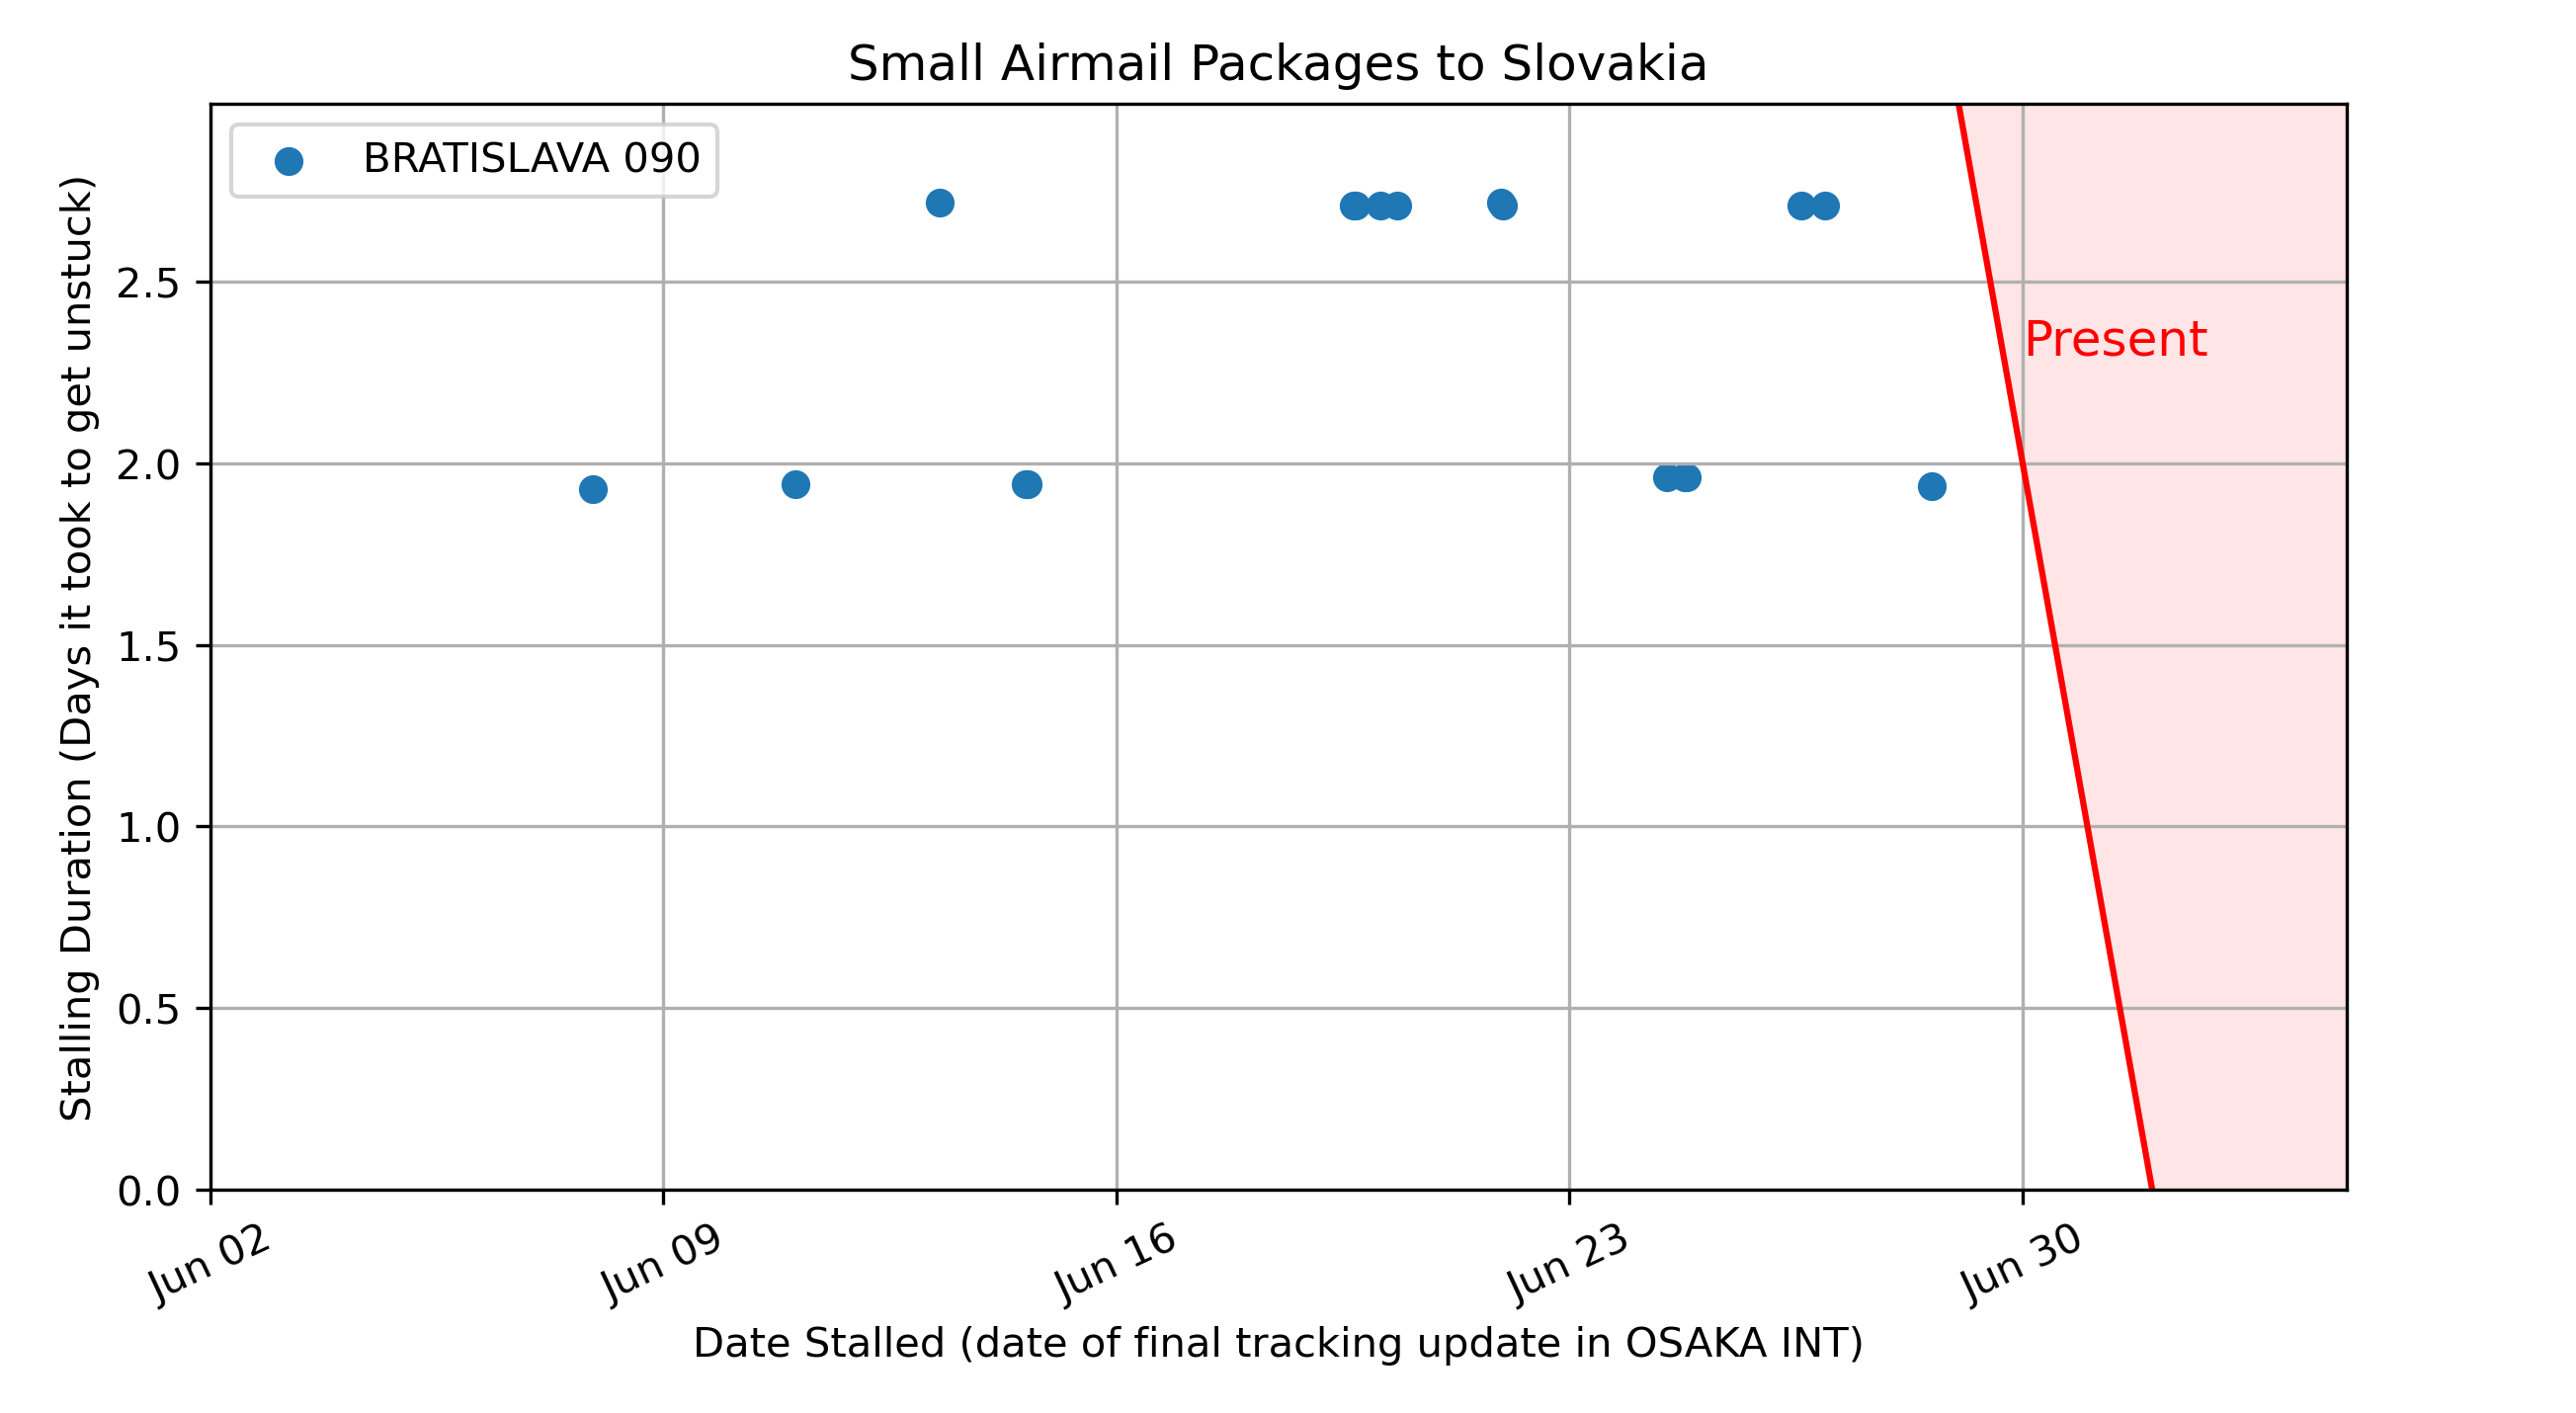 Small Airmail Packages to Slovakia
BRATISLAVA 090
Stalling Duration (Days it took to get unstuck)
2.5
2.0
1.5
1.0
0.5
0.0
Present
Jun 02
Jun 09
Jun 16
Jun 23
Jun 30
Date Stalled (date of final tracking update in OSAKA INT)